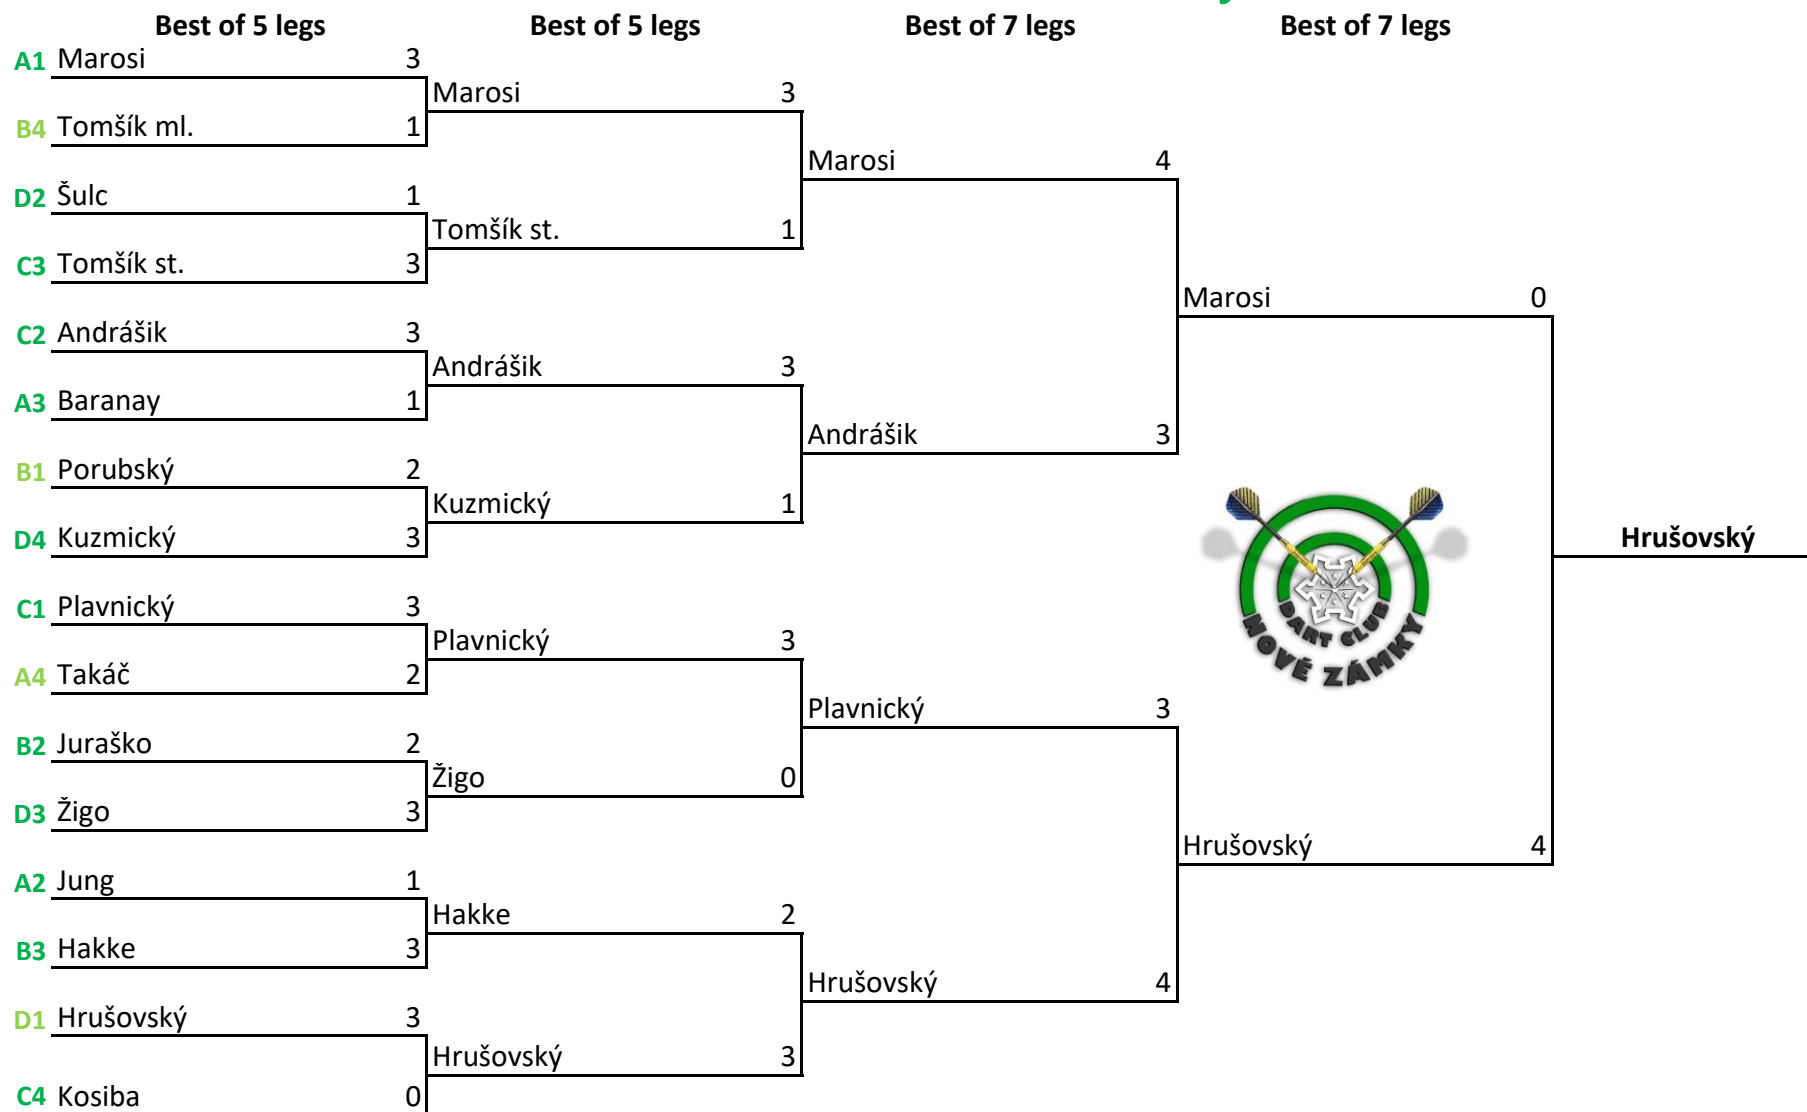 Best of 5 legs Best of 5 legs Best of 7 legs Best of 7 legs
A1 Marosi 3
Marosi 3
B4 Tomšík ml. 1
Marosi 4
D2 Šulc 1
Tomšík st. 1
C3 Tomšík st. 3
Marosi 0
C2 Andrášik 3
Andrášik 3
A3 Baranay 1
Andrášik 3
B1 Porubský 2
Kuzmický 1
D4 Kuzmický 3
Hrušovský
C1 Plavnický 3
DART CLUB
NOVÉ ZÁMKY
Plavnický 3
A4 Takáč 2
Plavnický 3
B2 Juraško 2
Žigo 0
D3 Žigo 3
Hrušovský 4
A2 Jung 1
Hakke 2
B3 Hakke 3
Hrušovský 4
D1 Hrušovský 3
Hrušovský 3
C4 Kosiba 0